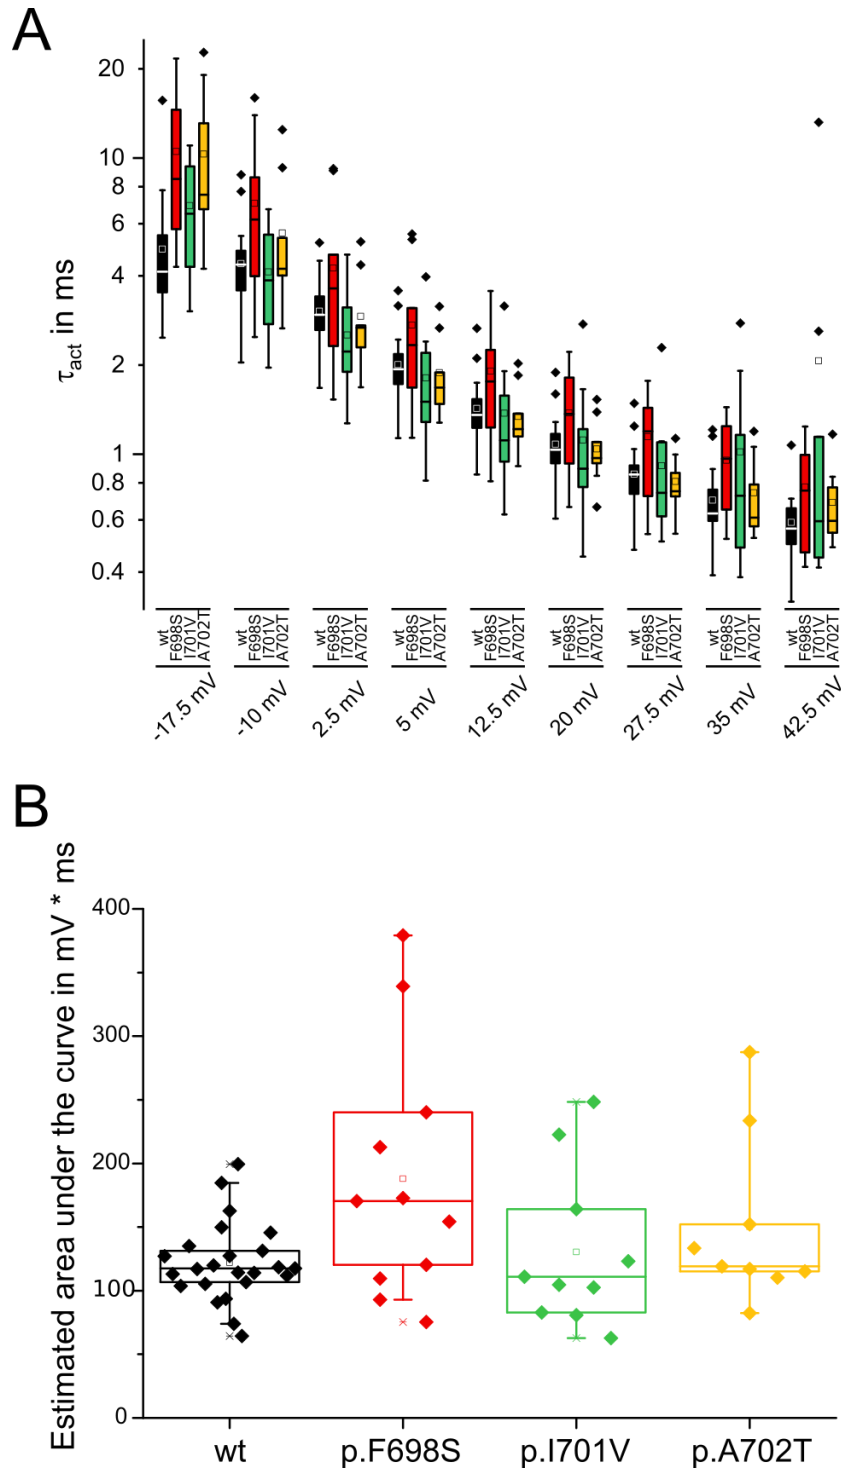 A
τact in ms
20
10
8
6
4
2
1
0.8
0.6
0.4
wt
F698S
I701V
A702T
wt
F698S
I701V
A702T
wt
F698S
I701V
A702T
wt
F698S
I701V
A702T
wt
F698S
I701V
A702T
wt
F698S
I701V
A702T
wt
F698S
I701V
A702T
wt
F698S
I701V
A702T
wt
F698S
I701V
A702T
-17.5 mV
-10 mV
2.5 mV
5 mV
12.5 mV
20 mV
27.5 mV
35 mV
42.5 mV
B
Estimated area under the curve in mV * ms
400
300
200
100
0
wt
p.F698S
p.I701V
p.A702T